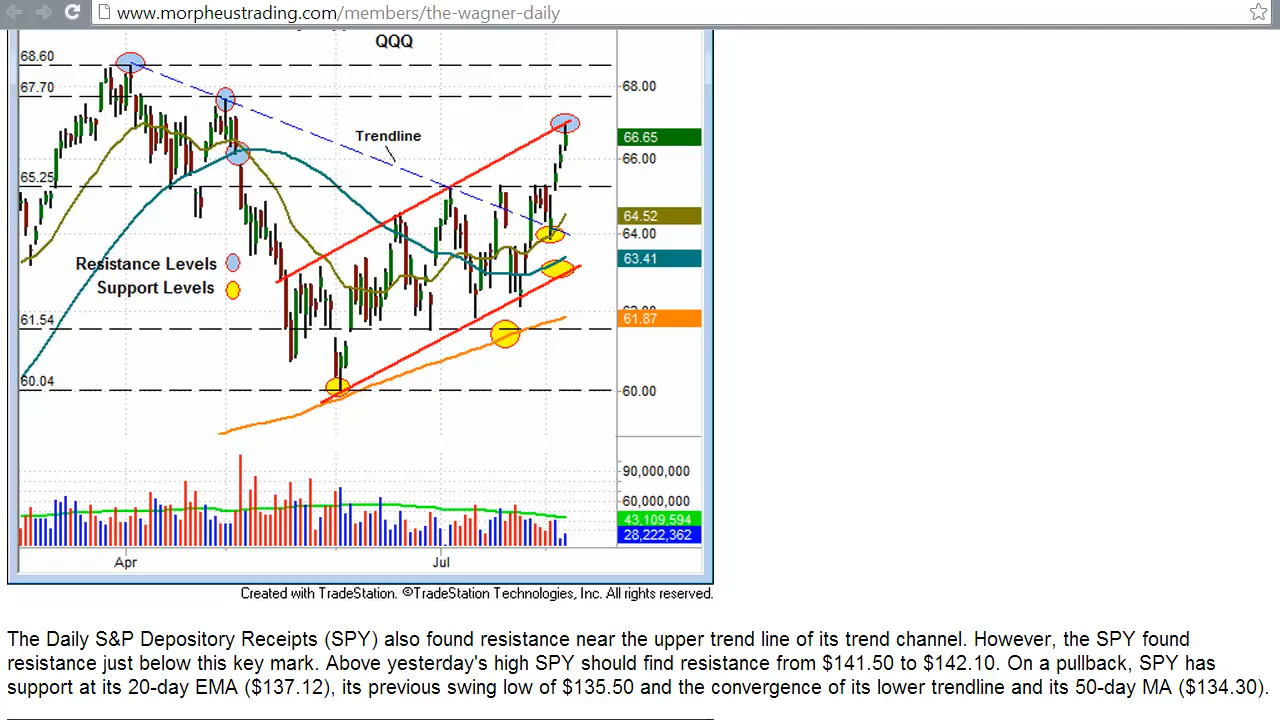 www.morpheustrading.com/members/the-wagner-daily
QQQ
68.60
67.70
68.00
Trendline
66.65
66.00
65.25
64.52
64.00
63.41
Resistance Levels
Support Levels
62.00
61.87
61.54
60.04
60.00
90,000,000
60,000,000
43,109,594
28,222,362
Apr
Jul
Created with TradeStation. ©TradeStation Technologies, Inc. All rights reserved.
The Daily S&P Depository Receipts (SPY) also found resistance near the upper trend line of its trend channel. However, the SPY found
resistance just below this key mark. Above yesterday's high SPY should find resistance from $141.50 to $142.10. On a pullback, SPY has
support at its 20-day EMA ($137.12), its previous swing low of $135.50 and the convergence of its lower trendline and its 50-day MA ($134.30).